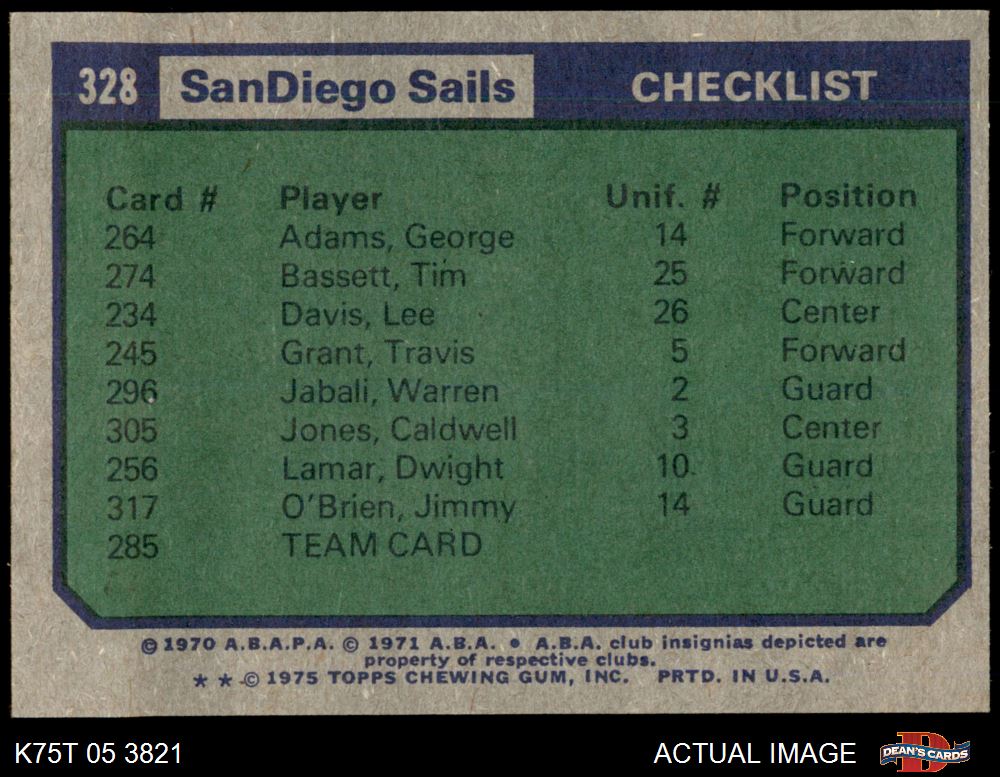 328 SanDiego Sails CHECKLIST
Card # Player Unif. # Position
264 Adams, George 14 Forward
274 Bassett, Tim 25 Forward
234 Davis, Lee 26 Center
245 Grant, Travis 5 Forward
296 Jabali, Warren 2 Guard
305 Jones, Caldwell 3 Center
256 Lamar, Dwight 10 Guard
317 O'Brien, Jimmy 14 Guard
285 TEAM CARD
© 1970 A.B.A.P.A. © 1971 A.B.A. • A.B.A. club insignias depicted are
property of respective clubs.
* * © 1975 TOPPS CHEWING GUM, INC. PRTD. IN U.S.A.
K75T 05 3821 ACTUAL IMAGE D DEAN'S CARDS